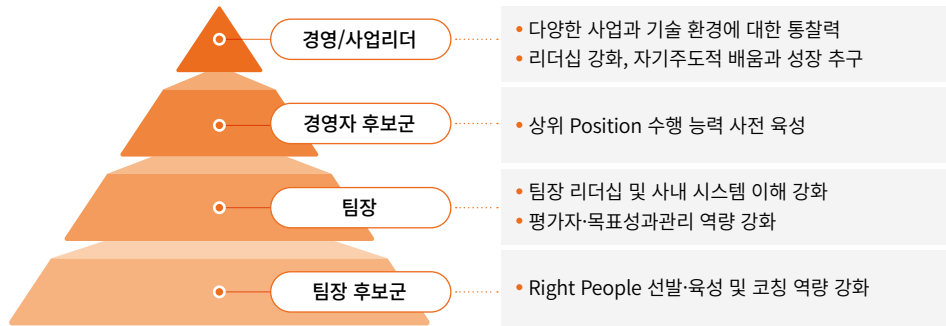 경영/사업리더
• 다양한 사업과 기술 환경에 대한 통찰력
• 리더십 강화, 자기주도적 배움과 성장 추구
경영자 후보군
• 상위 Position 수행 능력 사전 육성
팀장
• 팀장 리더십 및 사내 시스템 이해 강화
• 평가자·목표성과관리 역량 강화
팀장 후보군
• Right People 선발·육성 및 코칭 역량 강화